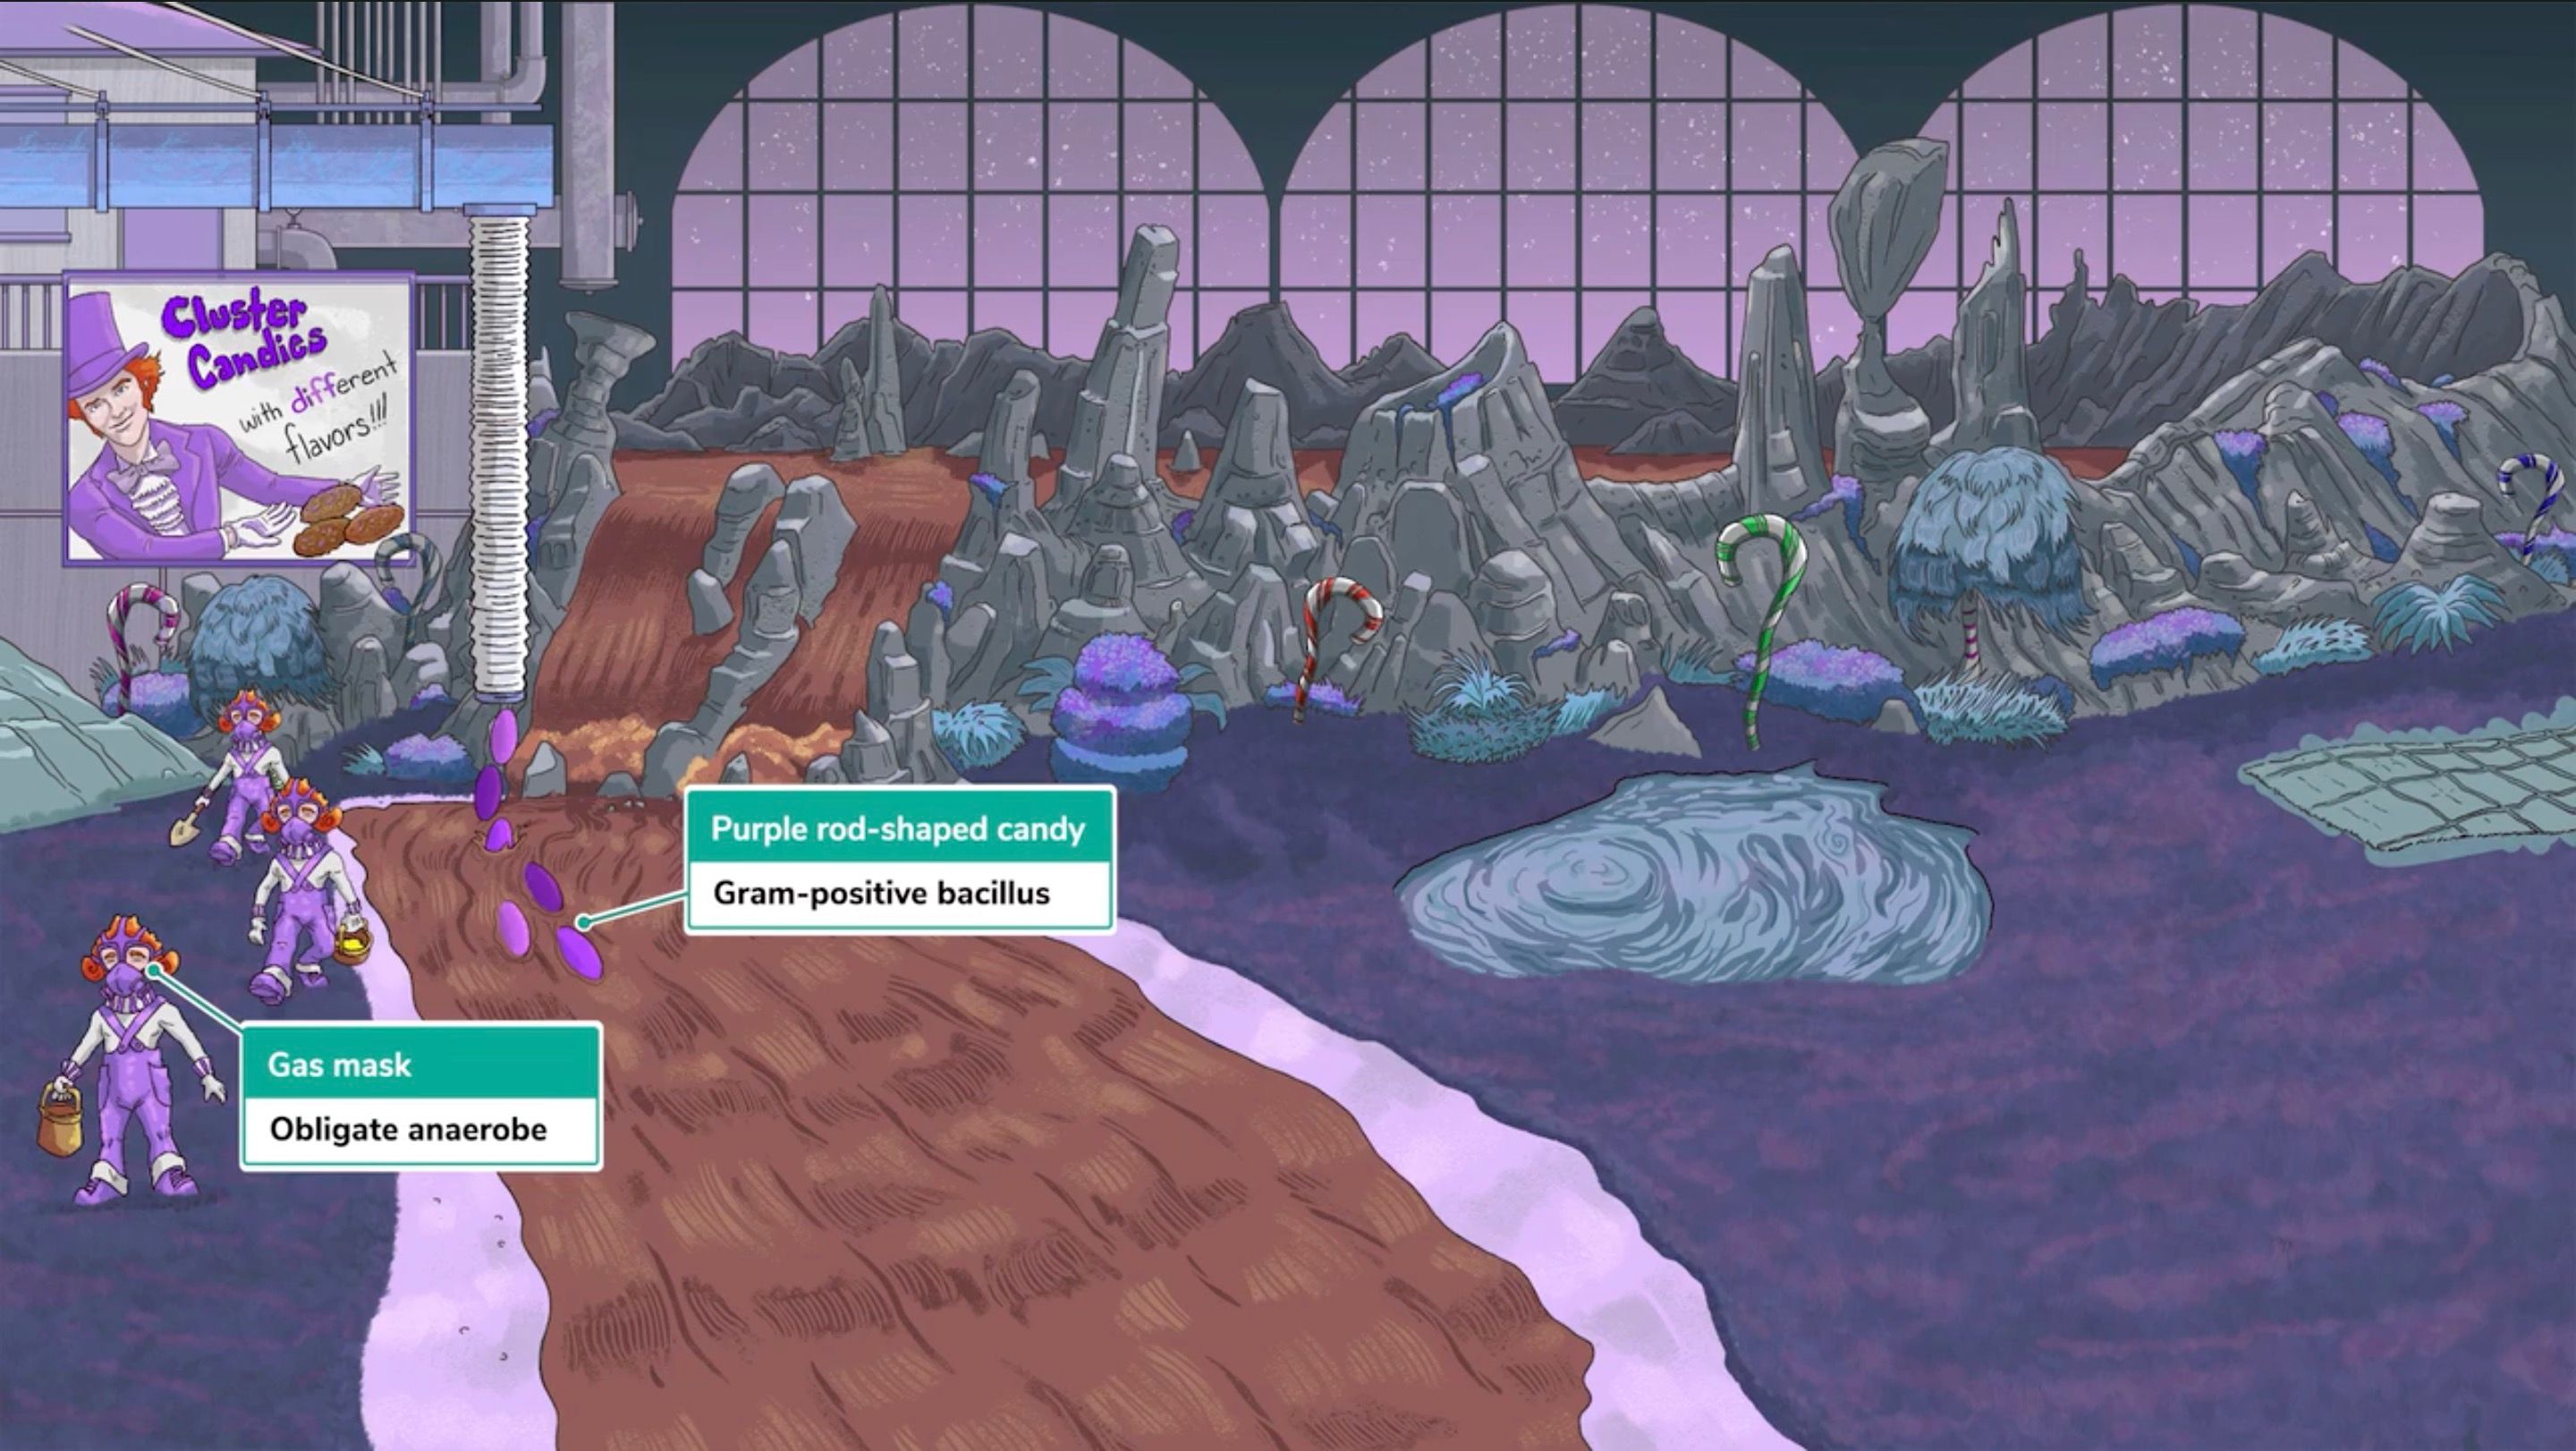 Cluster
Candies
with different
flavors!!!
Purple rod-shaped candy
Gram-positive bacillus
Gas mask
Obligate anaerobe